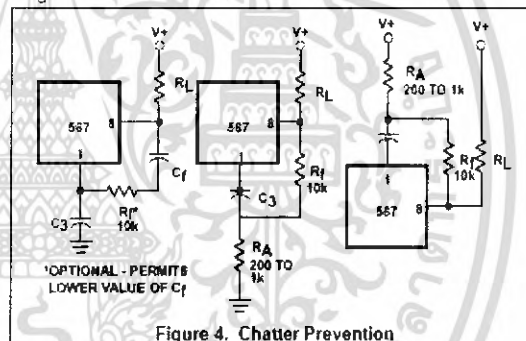 V+
RL
567
8
1
Cf
Rf*
10k
C3
*OPTIONAL - PERMITS
LOWER VALUE OF Cf
V+
RL
567
8
1
Rf
10k
C3
RA
200 TO
1k
V+
RA
200 TO 1k
Rf
10k
RL
1
567
8
Figure 4. Chatter Prevention